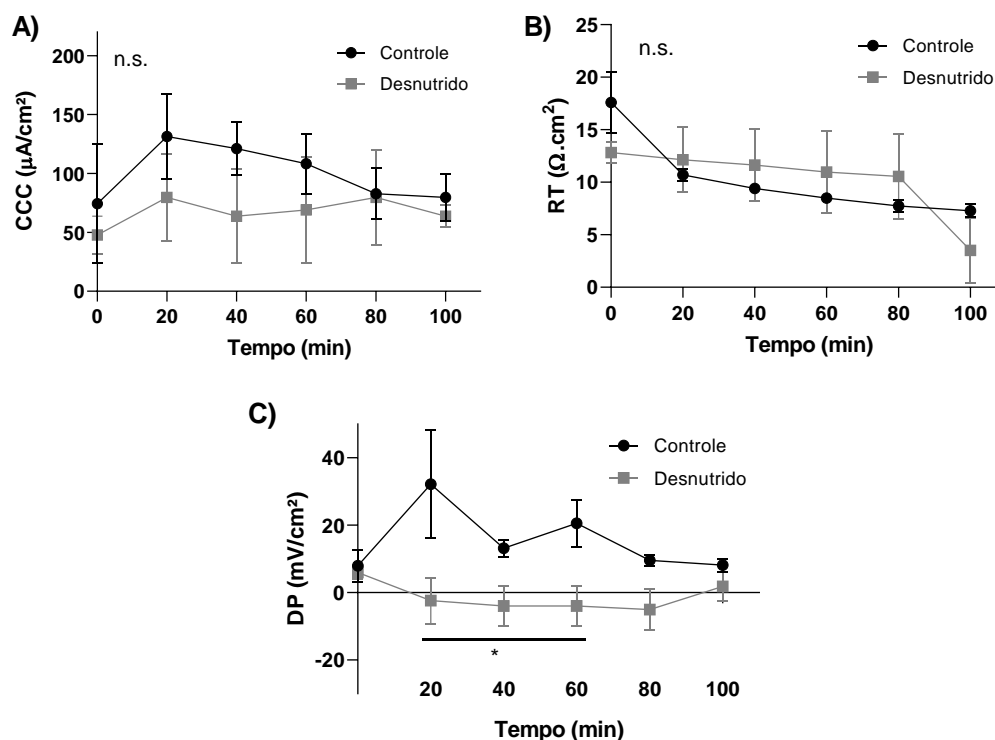 A)
n.s.
Controle
Desnutrido
CCC (µA/cm²)
200
150
100
50
0
0 20 40 60 80 100
Tempo (min)
B)
n.s.
Controle
Desnutrido
RT (Ω.cm²)
25
20
15
10
5
0
0 20 40 60 80 100
Tempo (min)
C)
Controle
Desnutrido
DP (mV/cm²)
40
20
0
-20
*
20 40 60 80 100
Tempo (min)